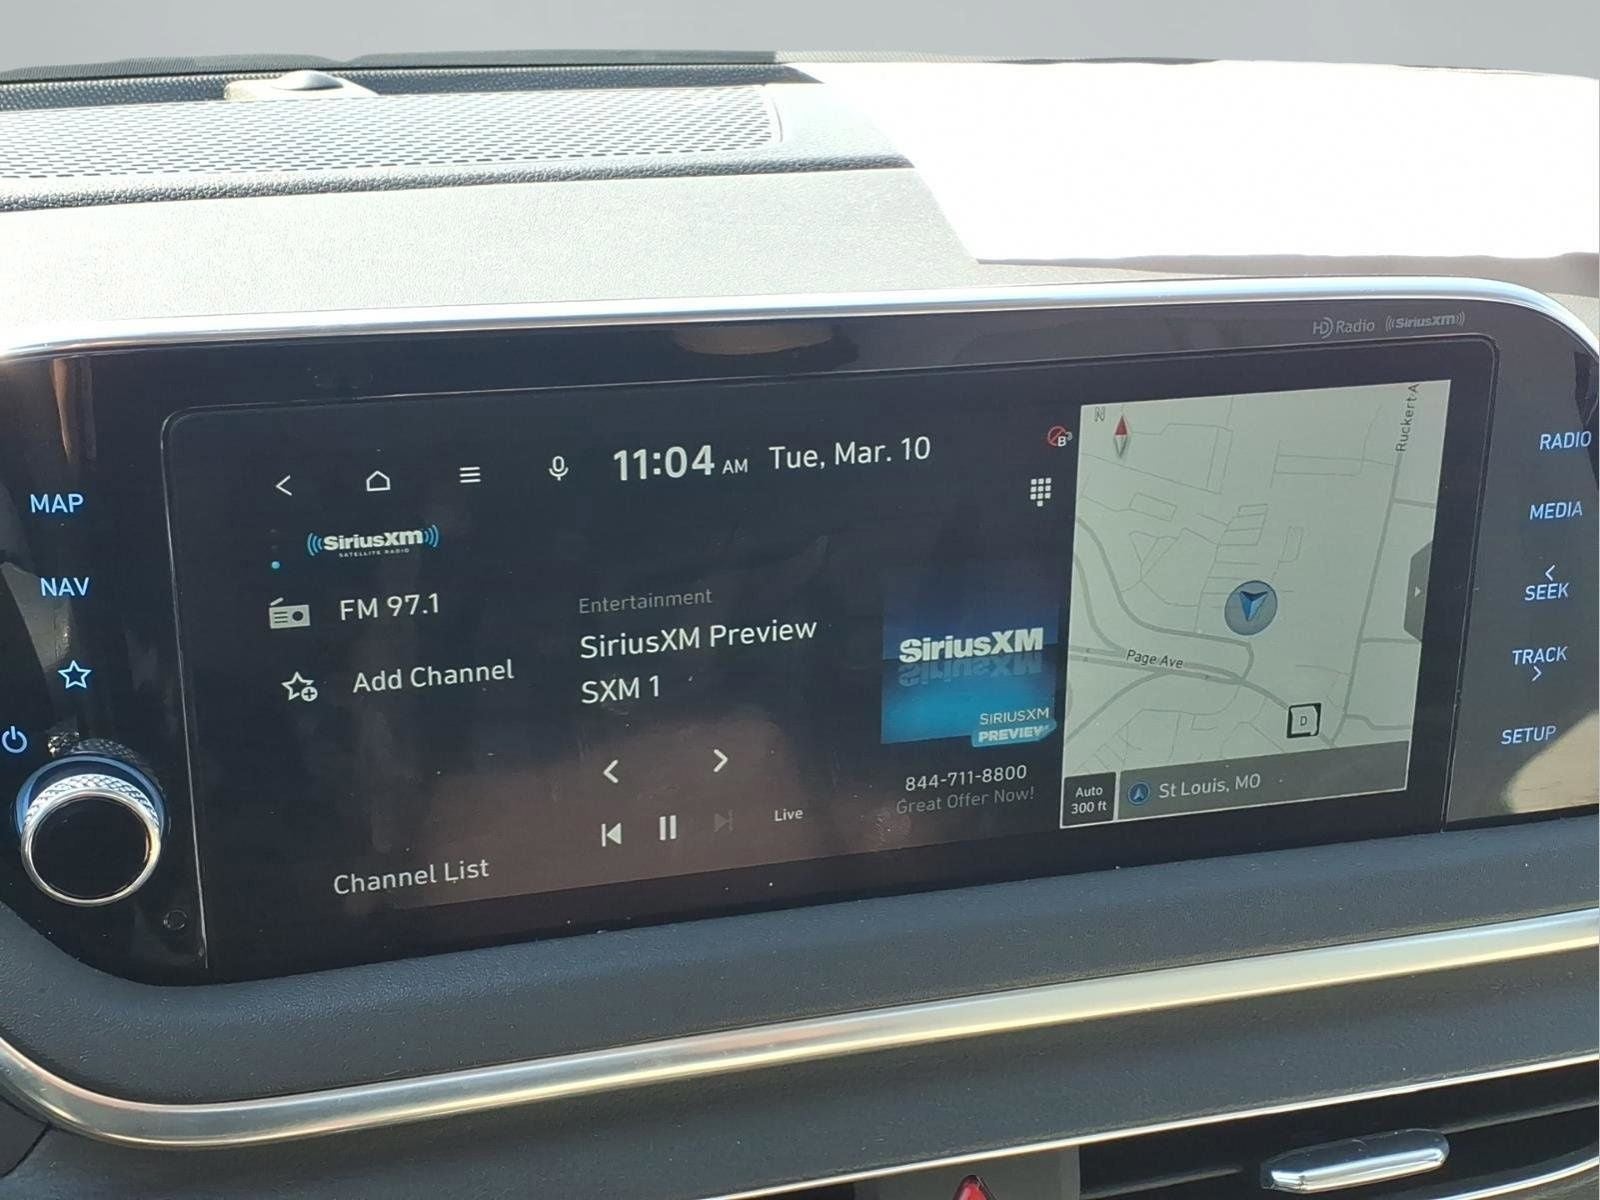 HD Radio ((SiriusXM))
MAP
NAV
11:04 AM Tue, Mar. 10
((SiriusXM))
SATELLITE RADIO
FM 97.1
Add Channel
Channel List
Entertainment
SiriusXM Preview
SXM 1
Live
B
SiriusXM
SIRIUSXM
PREVIEW
844-711-8800
Great Offer Now!
N
Ruckert A
Page Ave
D
Auto
300 ft
St Louis, MO
RADIO
MEDIA
<
SEEK
TRACK
>
SETUP